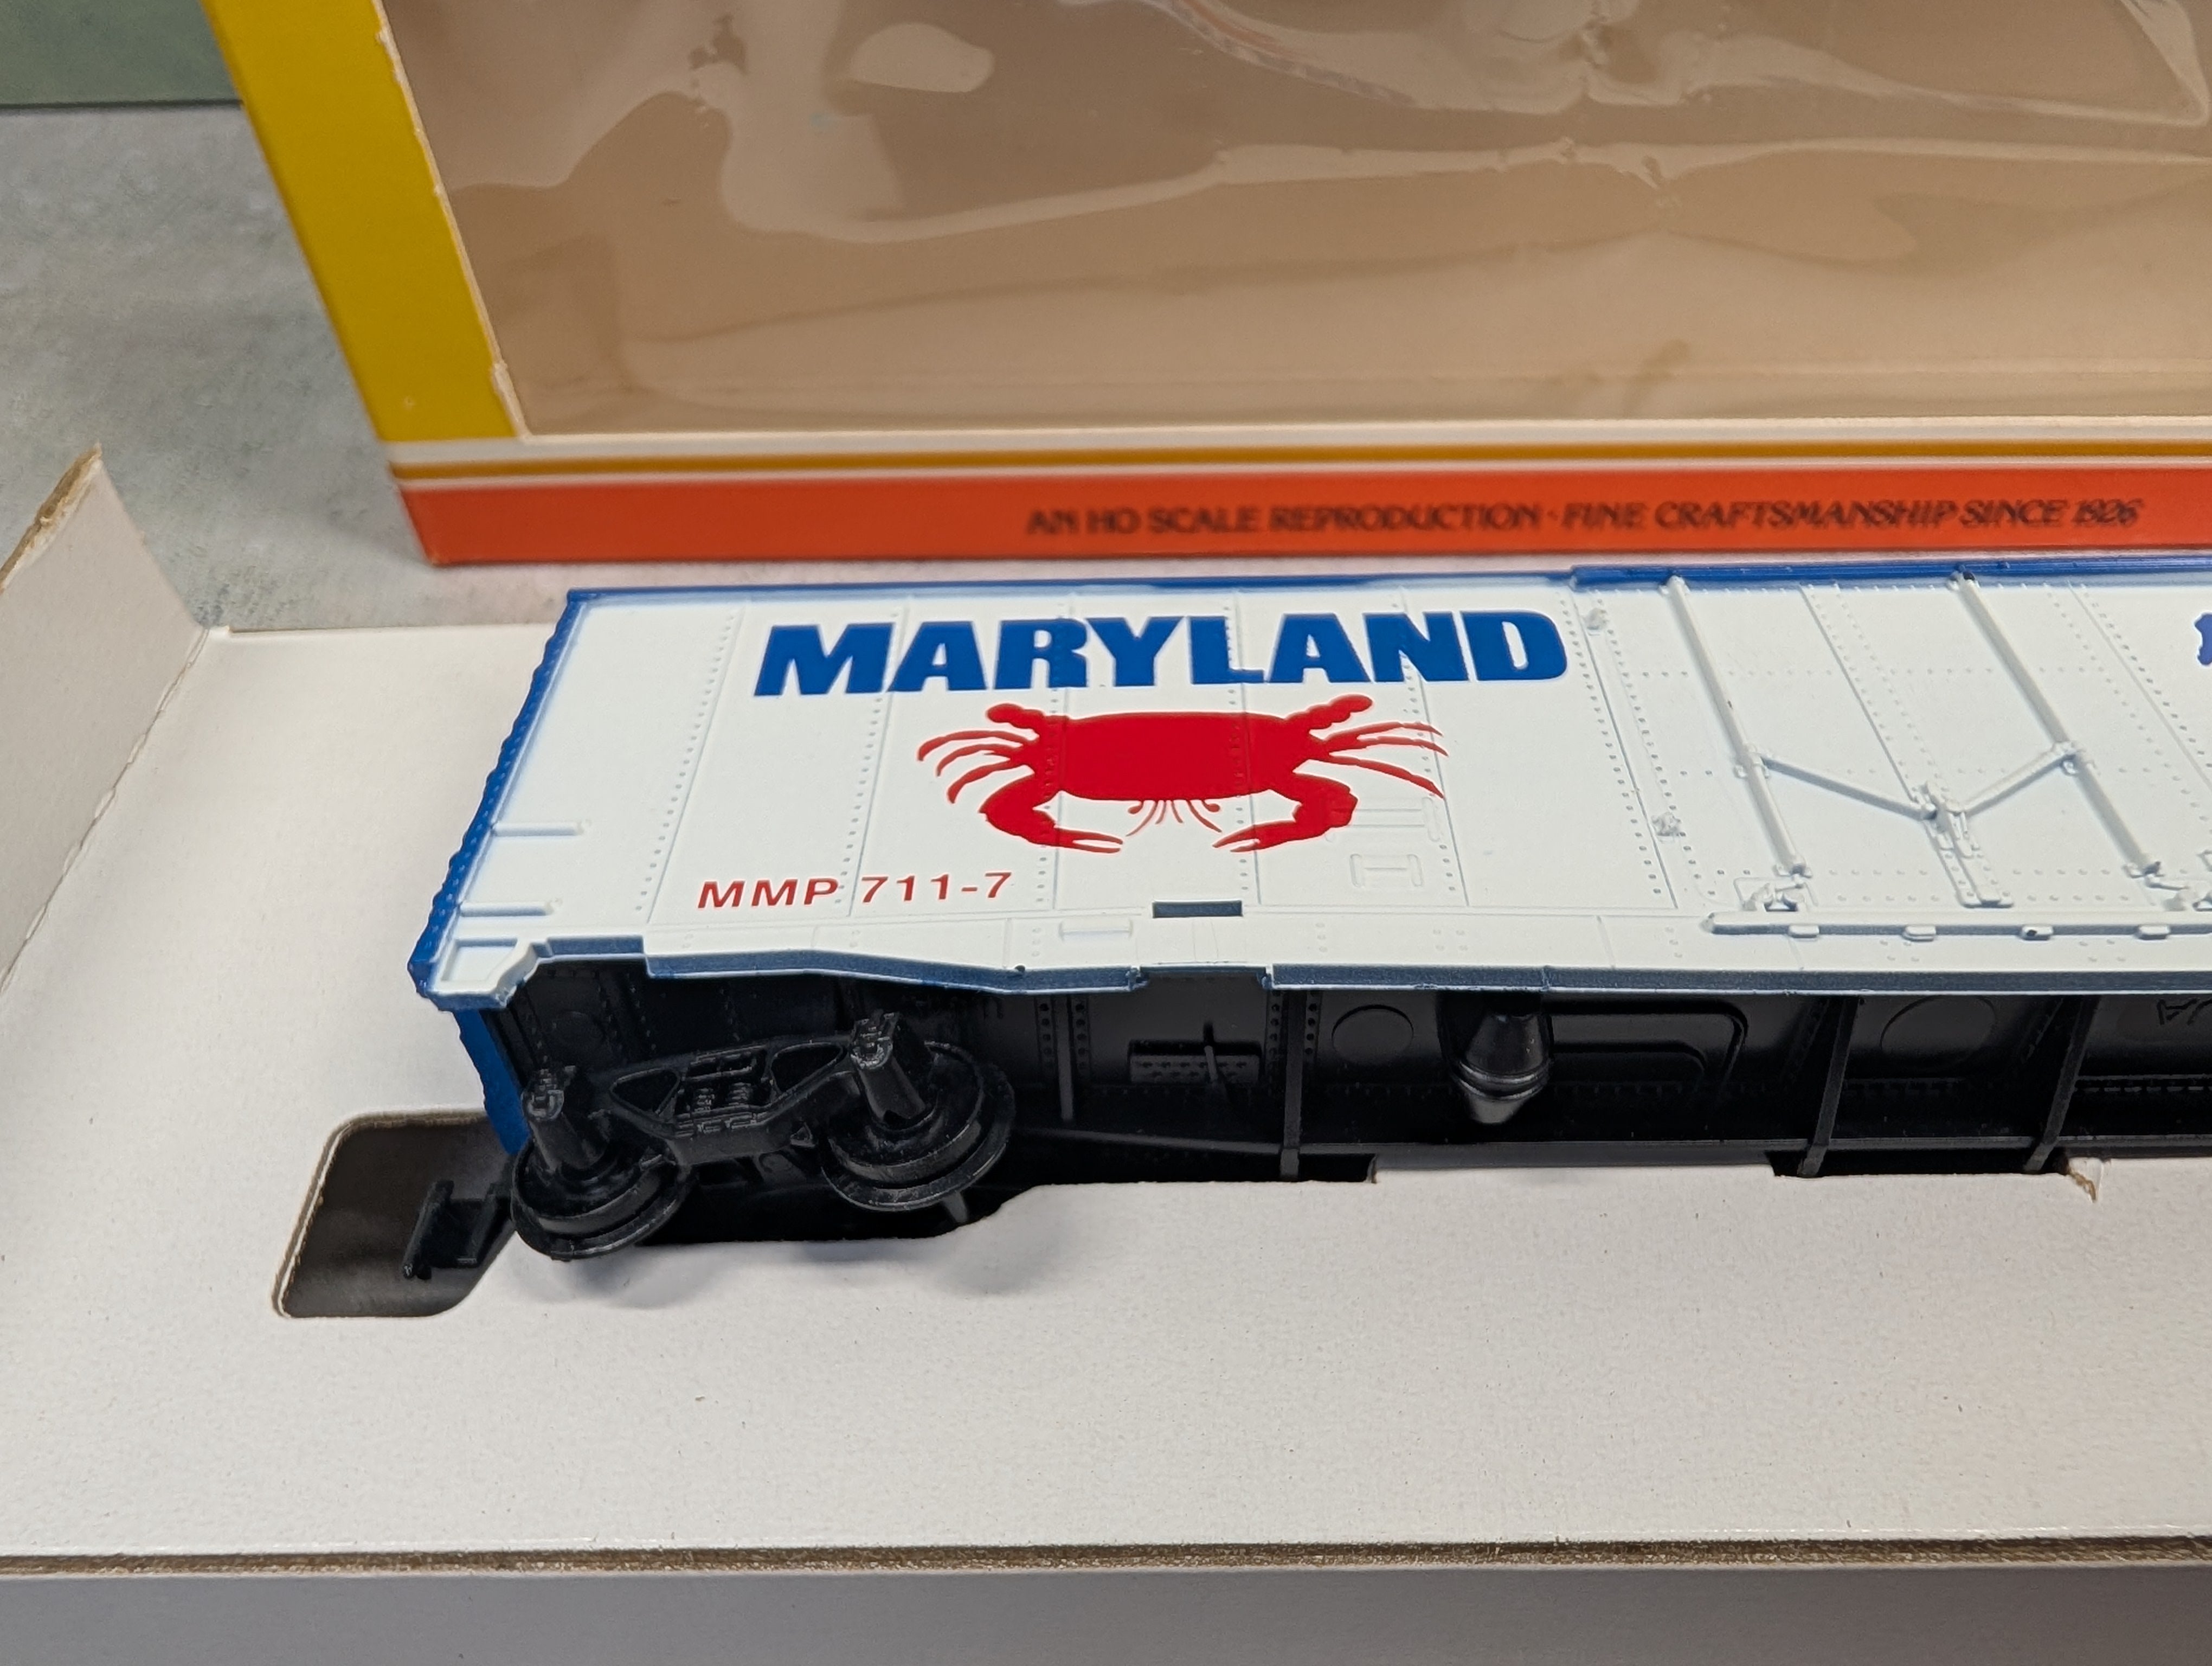 AN HO SCALE REPRODUCTION · FINE CRAFTSMANSHIP SINCE 1926
MARYLAND
MMP 711-7